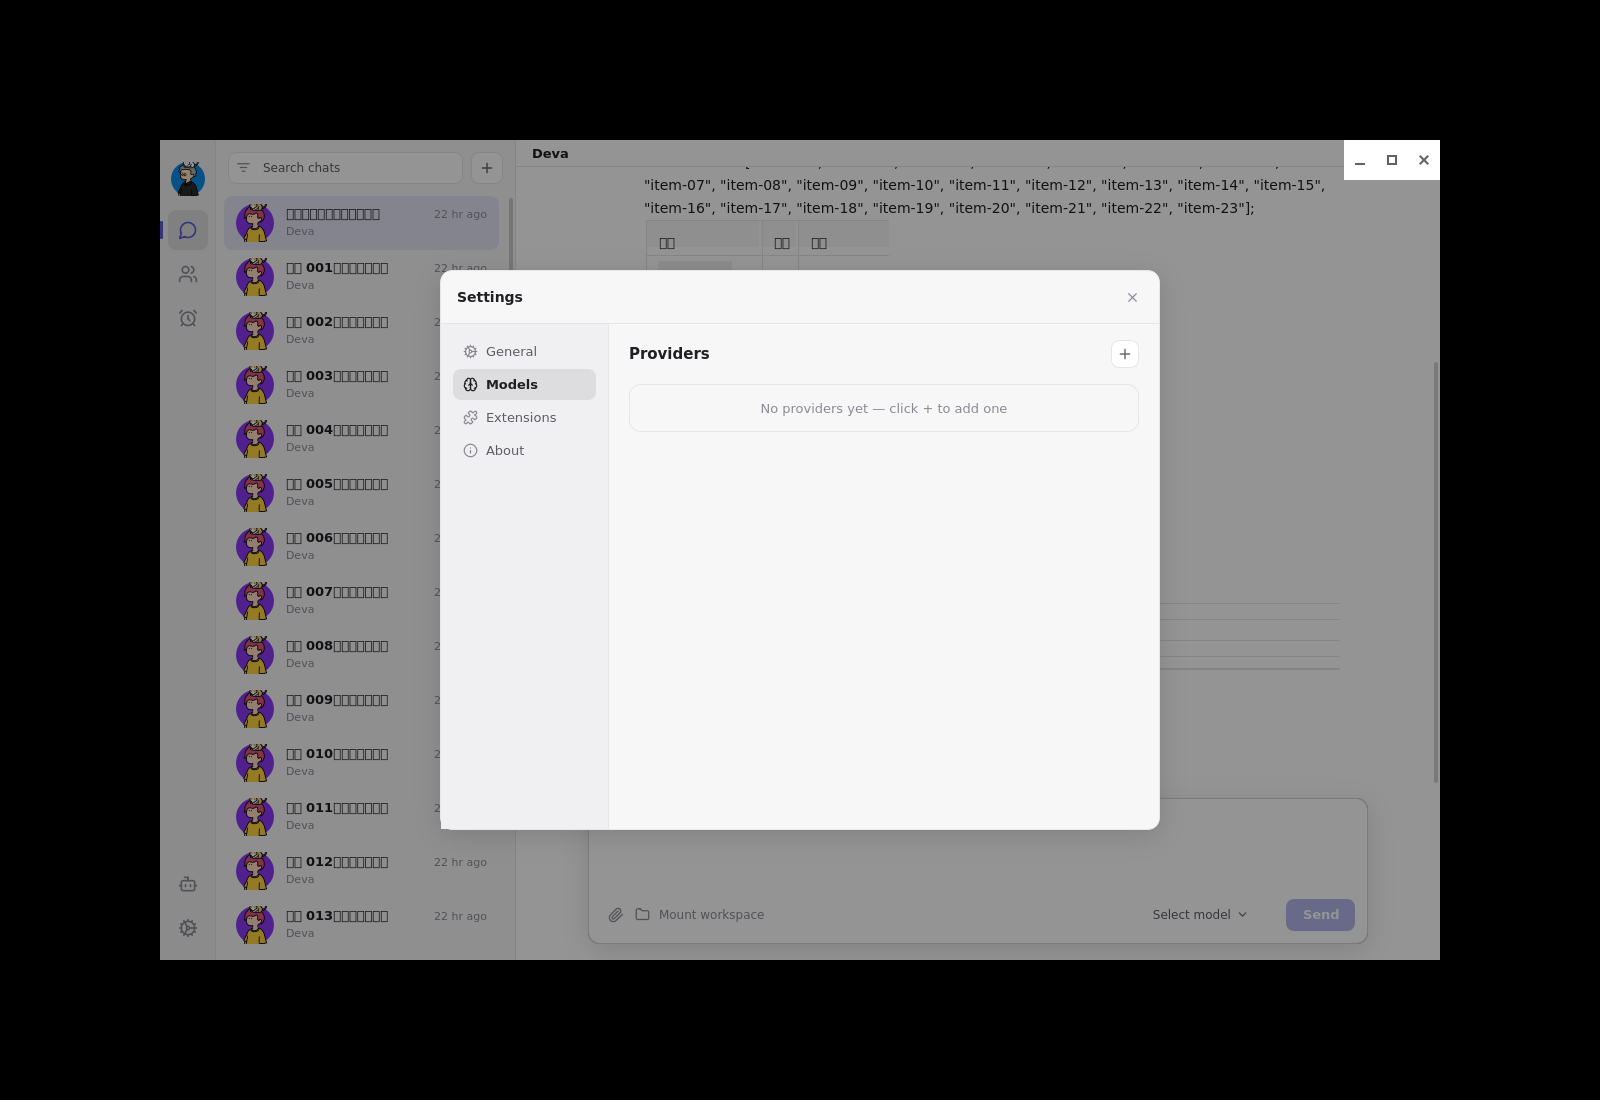 Search chats
Deva
"item-07", "item-08", "item-09", "item-10", "item-11", "item-12", "item-13", "item-14", "item-15",
"item-16", "item-17", "item-18", "item-19", "item-20", "item-21", "item-22", "item-23"];
22 hr ago
Deva
001
22 hr ago
Deva
002
Deva
003
Deva
004
Deva
005
Deva
006
Deva
007
Deva
008
Deva
009
Deva
010
Deva
011
Deva
012
22 hr ago
Deva
013
22 hr ago
Deva
Settings
General
Models
Extensions
About
Providers
No providers yet — click + to add one
Mount workspace
Select model
Send